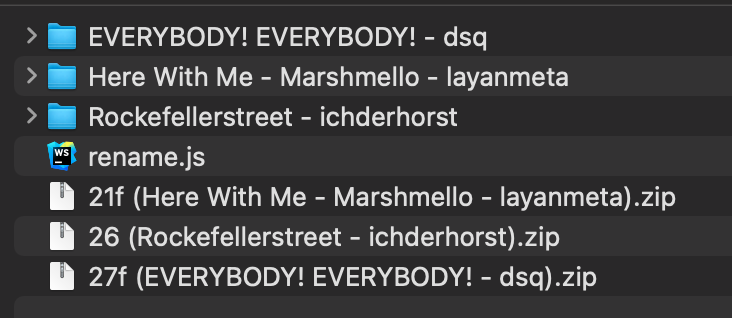 EVERYBODY! EVERYBODY! - dsq
Here With Me - Marshmello - layanmeta
Rockefellerstreet - ichderhorst
WS rename.js
21f (Here With Me - Marshmello - layanmeta).zip
26 (Rockefellerstreet - ichderhorst).zip
27f (EVERYBODY! EVERYBODY! - dsq).zip